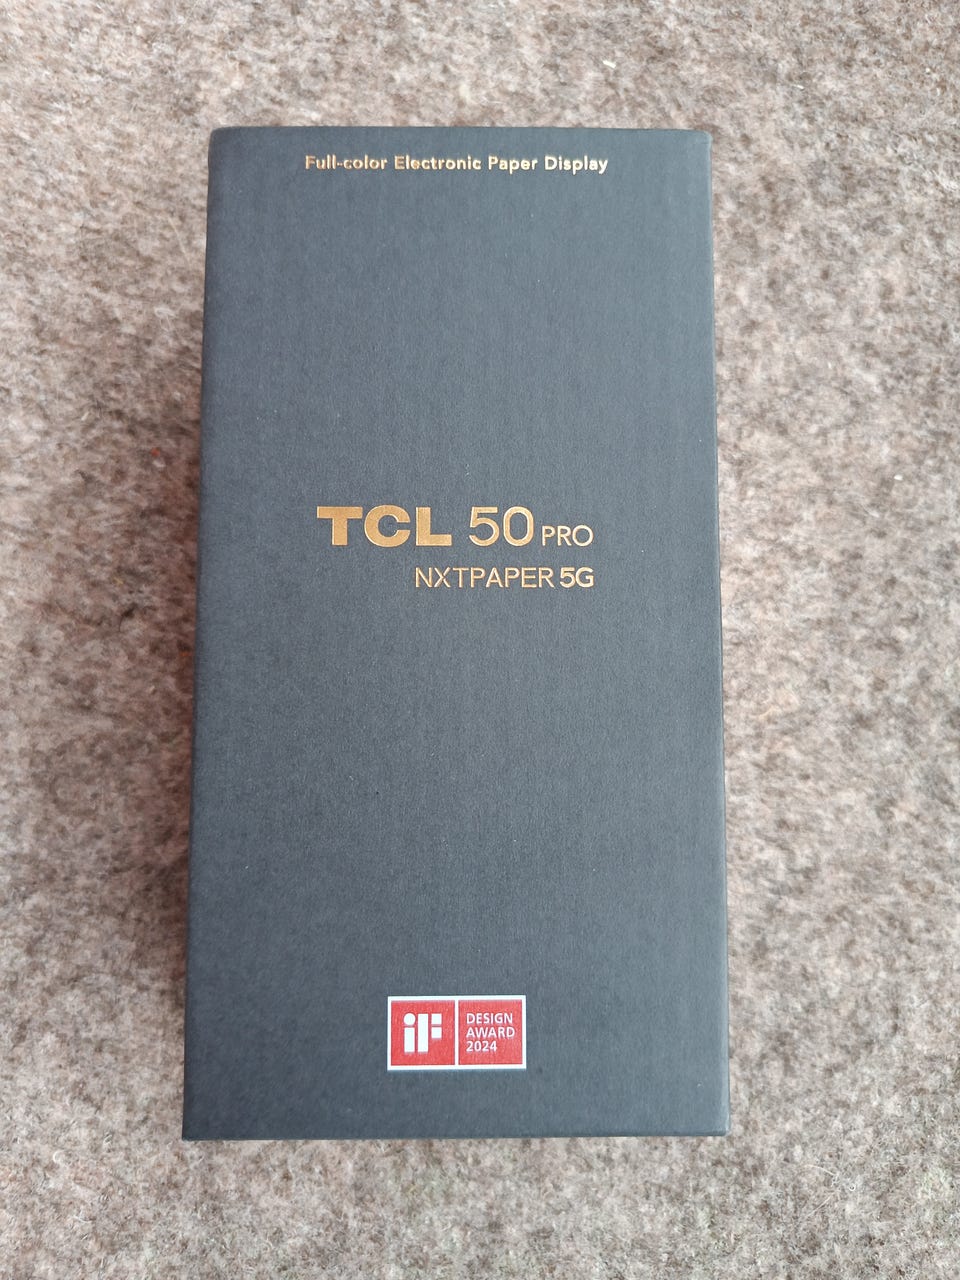 Full-color Electronic Paper Display
TCL 50 PRO
NXTPAPER 5G
iF
DESIGN
AWARD
2024